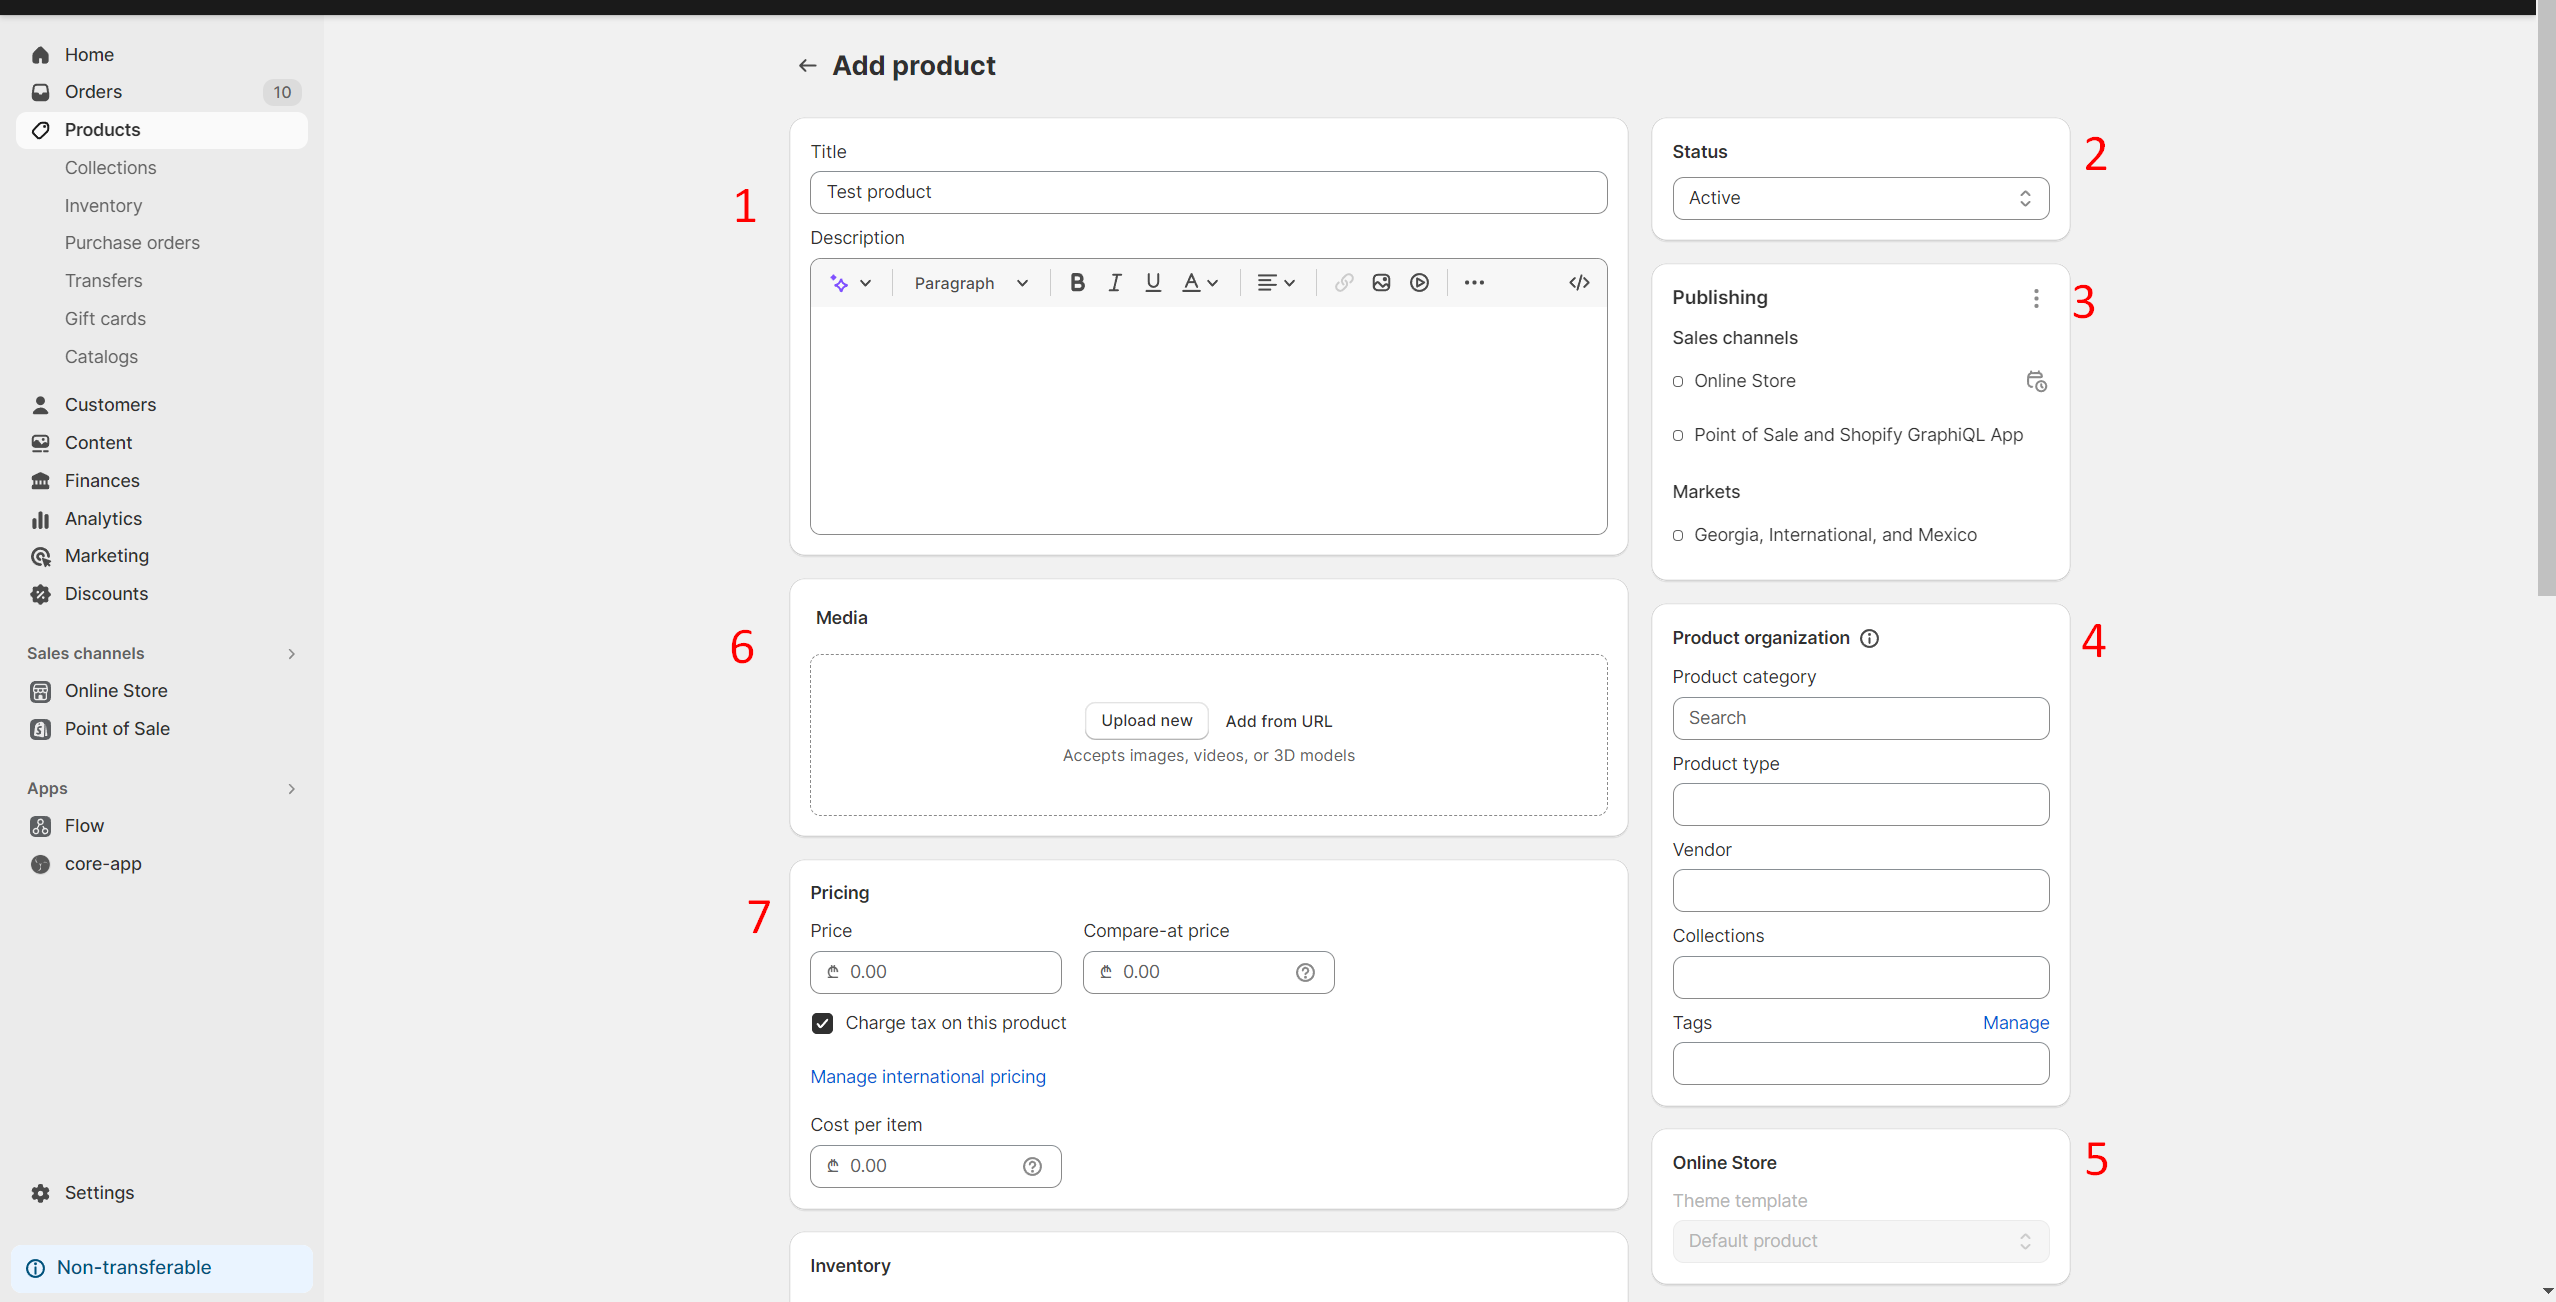 Home
Orders 10
Products
Collections
Inventory
Purchase orders
Transfers
Gift cards
Catalogs
Customers
Content
Finances
Analytics
Marketing
Discounts
Sales channels
Online Store
Point of Sale
Apps
Flow
core-app
Settings
Non-transferable
Add product
1
Title
Test product
Description
Paragraph B I U A </>
6
Media
Upload new Add from URL
Accepts images, videos, or 3D models
7
Pricing
Price Compare-at price
₾ 0.00 ₾ 0.00
Charge tax on this product
Manage international pricing
Cost per item
₾ 0.00
Inventory
2
Status
Active
3
Publishing
Sales channels
Online Store
Point of Sale and Shopify GraphiQL App
Markets
Georgia, International, and Mexico
4
Product organization
Product category
Search
Product type
Vendor
Collections
Tags Manage
5
Online Store
Theme template
Default product